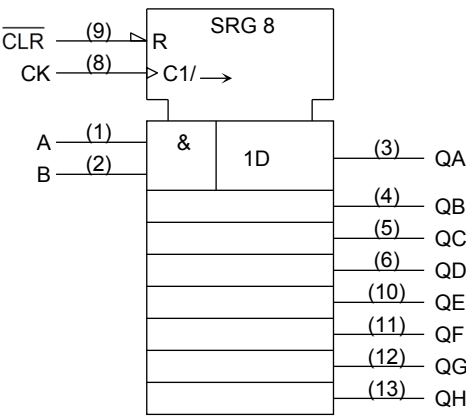 SRG 8
CLR (9) R
CK (8) C1/→
A (1) & 1D (3) QA
B (2)
(4) QB
(5) QC
(6) QD
(10) QE
(11) QF
(12) QG
(13) QH